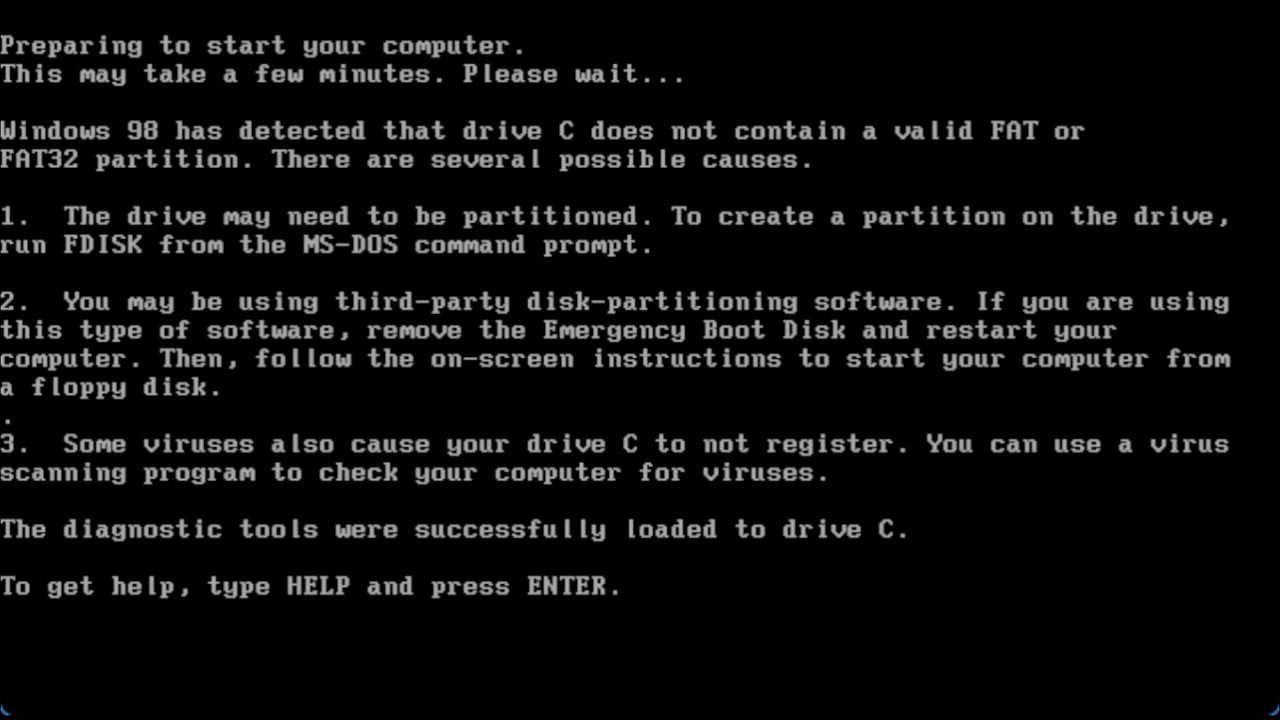 Preparing to start your computer.
This may take a few minutes. Please wait...
Windows 98 has detected that drive C does not contain a valid FAT or
FAT32 partition. There are several possible causes.
1.  The drive may need to be partitioned. To create a partition on the drive,
run FDISK from the MS-DOS command prompt.
2.  You may be using third-party disk-partitioning software. If you are using
this type of software, remove the Emergency Boot Disk and restart your
computer. Then, follow the on-screen instructions to start your computer from
a floppy disk.
.
3.  Some viruses also cause your drive C to not register. You can use a virus
scanning program to check your computer for viruses.
The diagnostic tools were successfully loaded to drive C.
To get help, type HELP and press ENTER.